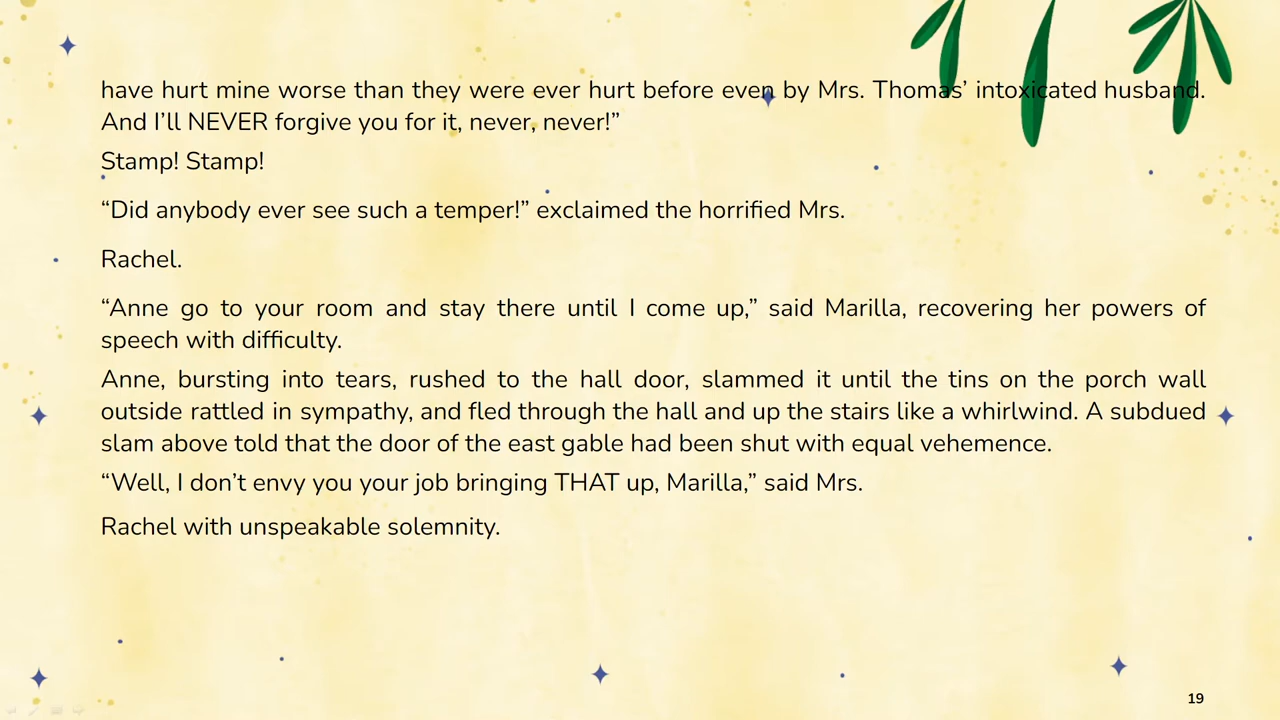 have hurt mine worse than they were ever hurt before even by Mrs. Thomas’ intoxicated husband.
And I’ll NEVER forgive you for it, never, never!”
Stamp! Stamp!
“Did anybody ever see such a temper!” exclaimed the horrified Mrs.
Rachel.
“Anne go to your room and stay there until I come up,” said Marilla, recovering her powers of
speech with difficulty.
Anne, bursting into tears, rushed to the hall door, slammed it until the tins on the porch wall
outside rattled in sympathy, and fled through the hall and up the stairs like a whirlwind. A subdued
slam above told that the door of the east gable had been shut with equal vehemence.
“Well, I don’t envy you your job bringing THAT up, Marilla,” said Mrs.
Rachel with unspeakable solemnity.
19